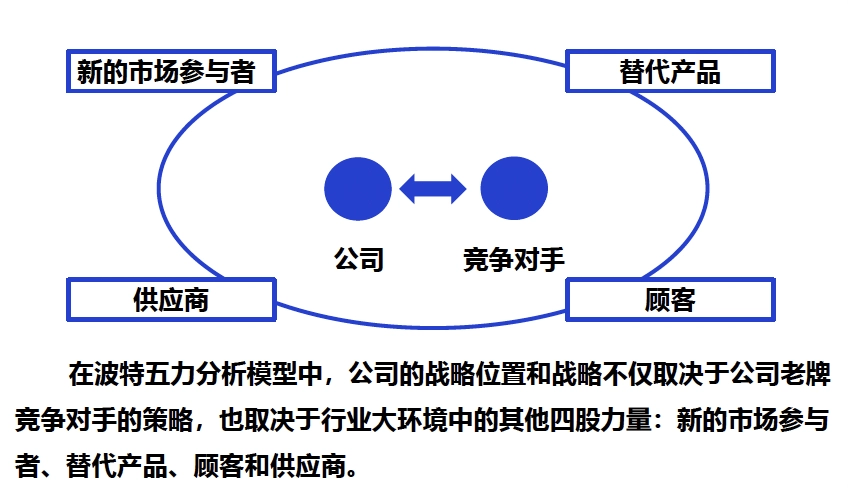 新的市场参与者
替代产品
公司
竞争对手
供应商
顾客
在波特五力分析模型中，公司的战略位置和战略不仅取决于公司老牌
竞争对手的策略，也取决于行业大环境中的其他四股力量：新的市场参与
者、替代产品、顾客和供应商。